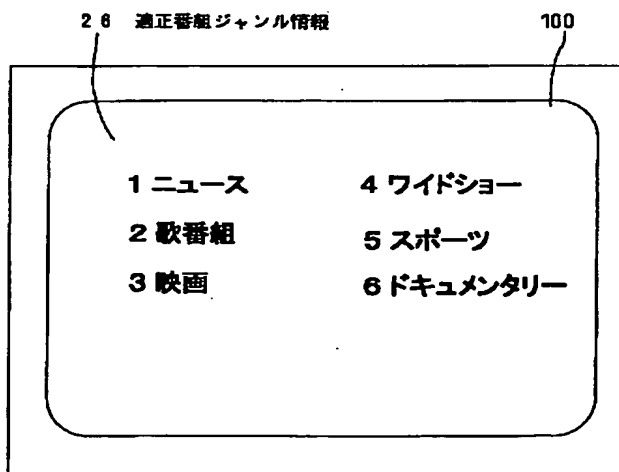 26 適正番組ジャンル情報 100
1 ニュース 4 ワイドショー
2 歌番組 5 スポーツ
3 映画 6 ドキュメンタリー